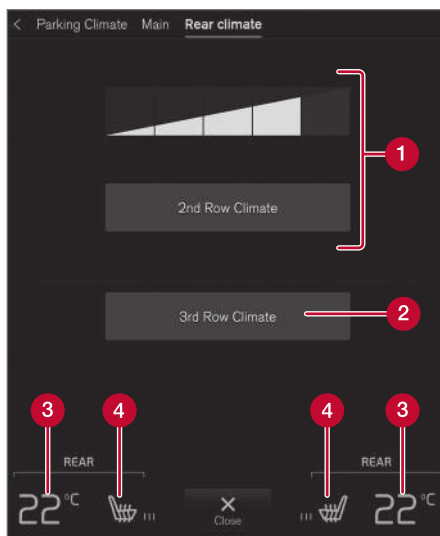 < Parking Climate Main Rear climate
1
2nd Row Climate
3rd Row Climate
2
3 4 4 3
REAR REAR
22°C 22°C
Close